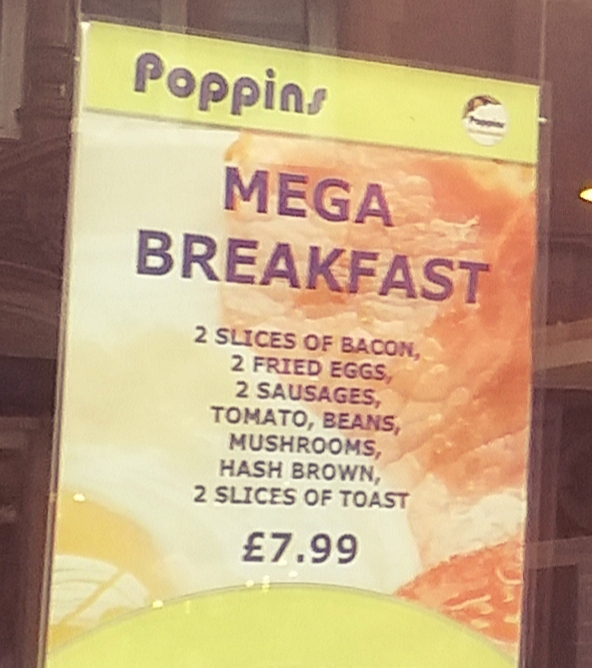 Poppins
Poppins
MEGA
BREAKFAST
2 SLICES OF BACON,
2 FRIED EGGS,
2 SAUSAGES,
TOMATO, BEANS,
MUSHROOMS,
HASH BROWN,
2 SLICES OF TOAST
£7.99